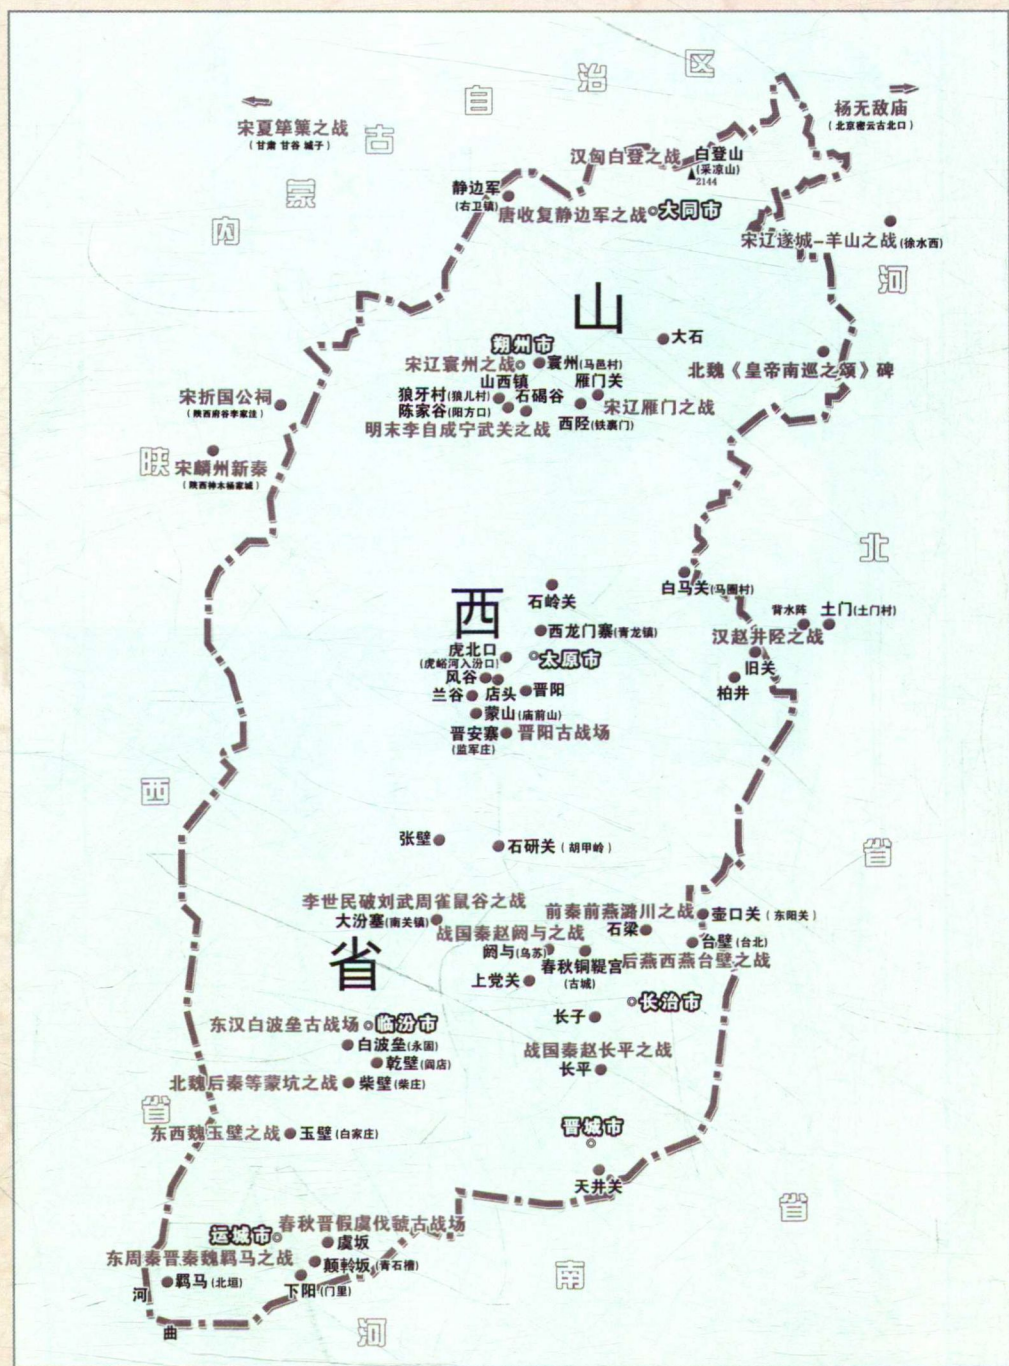 内蒙古自治区
宋夏筚篥之战
(甘肃 甘谷 城子)
杨无敌庙
(北京密云古北口)
汉匈白登之战
白登山
(采凉山)
2144
静边军
(右卫镇)
唐收复静边军之战
大同市
宋辽遂城-羊山之战(徐水西)
河
山
大石
朔州市
宋辽寰州之战
寰州(马邑村)
北魏《皇帝南巡之颂》碑
山西镇
雁门关
狼牙村(狼儿村)
石碣谷
陈家谷(阳方口)
宋辽雁门之战
西陉(铁裹门)
明末李自成宁武关之战
宋折国公祠
(陕西府谷李家洼)
陕
宋麟州新秦
(陕西神木杨家城)
北
白马关(马圈村)
石岭关
西
背水阵
土门(土门村)
西龙门寨(青龙镇)
汉赵井陉之战
虎北口
(虎峪河入汾口)
太原市
旧关
风谷
柏井
兰谷
店头
晋阳
蒙山(庙前山)
晋安寨
(监军庄)
晋阳古战场
西
张壁
石研关(胡甲岭)
省
李世民破刘武周雀鼠谷之战
大汾塞(南关镇)
前秦前燕潞川之战
壶口关(东阳关)
石梁
战国秦赵阏与之战
台壁(台北)
省
阏与(乌苏)
春秋铜鞮宫
(古城)
后燕西燕台壁之战
上党关
长治市
长子
东汉白波垒古战场
临汾市
白波垒(永固)
战国秦赵长平之战
乾壁(阎店)
长平
北魏后秦等蒙坑之战
柴壁(柴庄)
省
东西魏玉壁之战
玉壁(白家庄)
晋城市
天井关
省
运城市
春秋晋假虞伐虢古战场
虞坂
东周秦晋秦魏羁马之战
颠軨坂(青石槽)
羁马(北垣)
下阳(门里)
南
河
曲
河